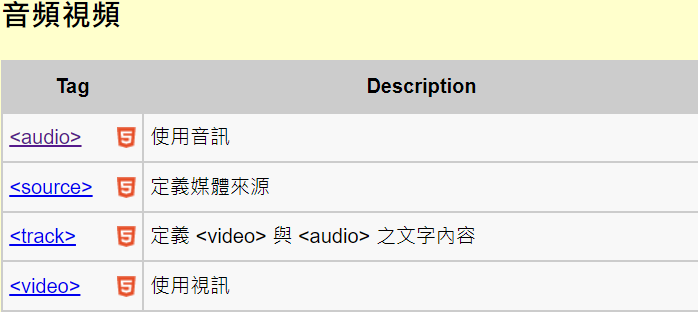 音頻視頻
Tag Description
<audio> 使用音訊
<source> 定義媒體來源
<track> 定義 <video> 與 <audio> 之文字內容
<video> 使用視訊